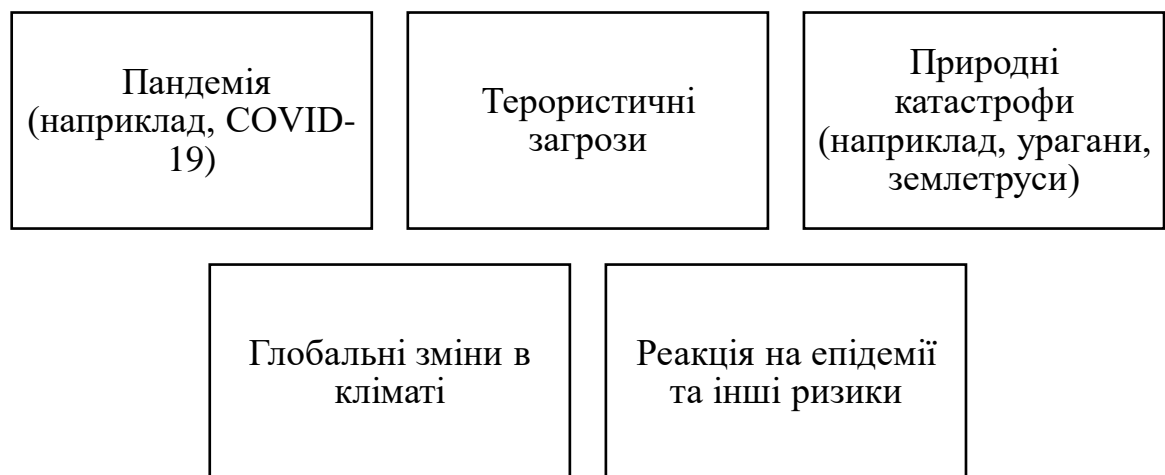 Пандемія
(наприклад, COVID-
19)
Терористичні
загрози
Природні
катастрофи
(наприклад, урагани,
землетруси)
Глобальні зміни в
кліматі
Реакція на епідемії
та інші ризики